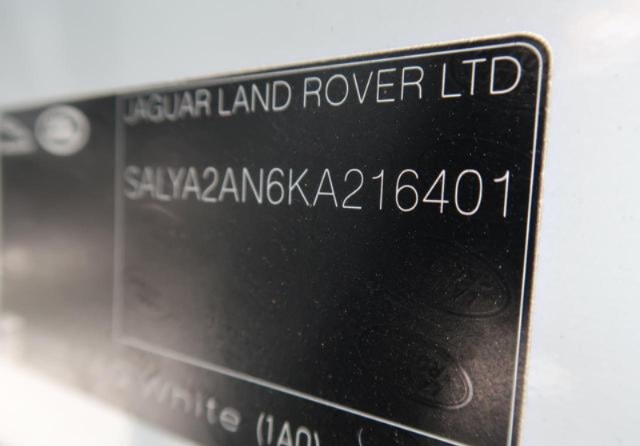 JAGUAR LAND ROVER LTD
SALYA2AN6KA216401
White (1A0)